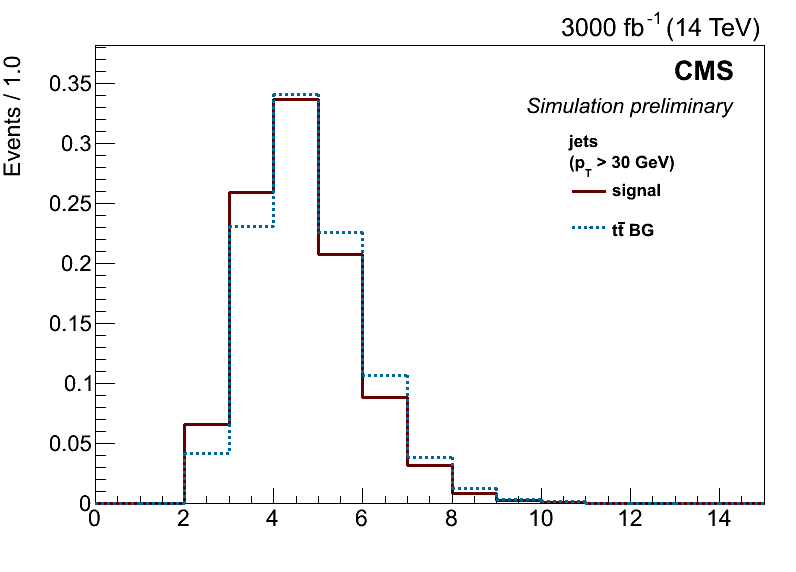 3000 fb⁻¹ (14 TeV)
CMS
Simulation preliminary
jets
(p_T > 30 GeV)
signal
tt̄ BG
Events / 1.0
0.35
0.3
0.25
0.2
0.15
0.1
0.05
0
0 2 4 6 8 10 12 14